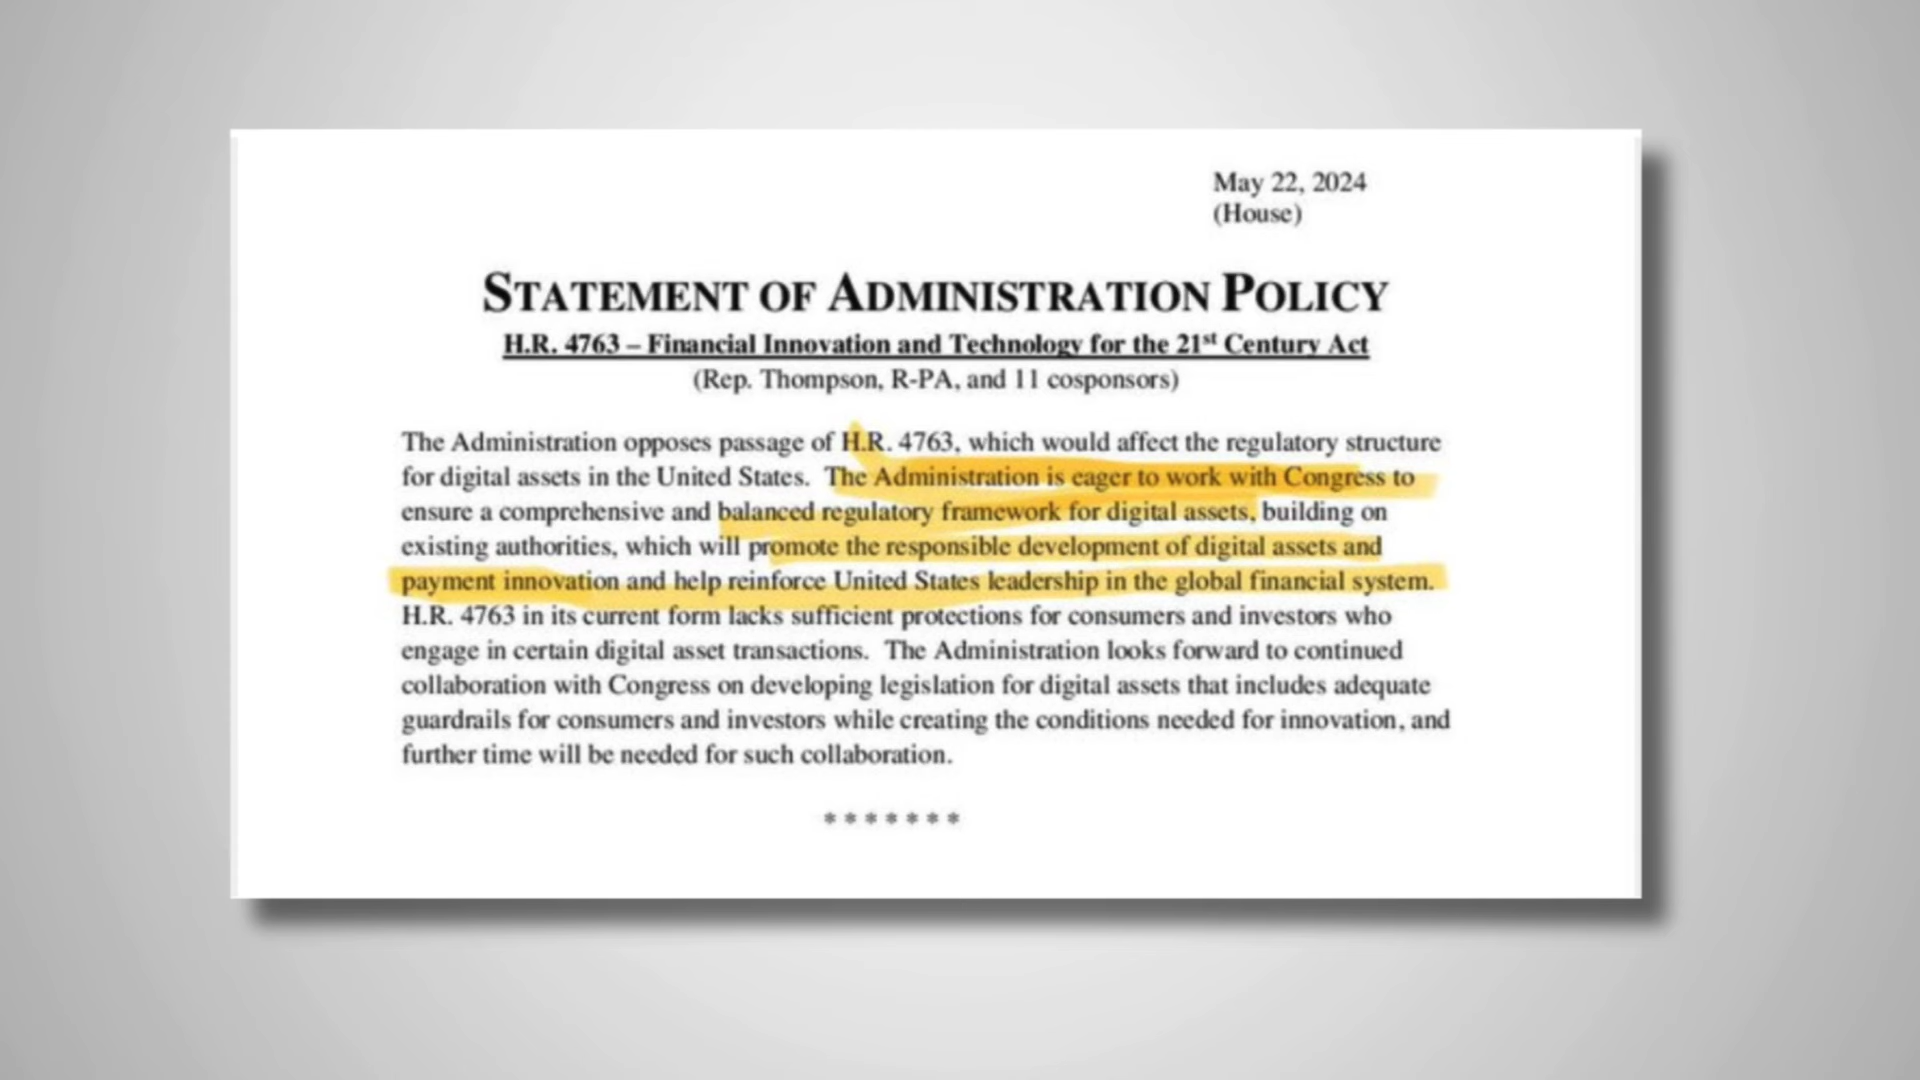 May 22, 2024
(House)
STATEMENT OF ADMINISTRATION POLICY
H.R. 4763 – Financial Innovation and Technology for the 21st Century Act
(Rep. Thompson, R-PA, and 11 cosponsors)
The Administration opposes passage of H.R. 4763, which would affect the regulatory structure
for digital assets in the United States. The Administration is eager to work with Congress to
ensure a comprehensive and balanced regulatory framework for digital assets, building on
existing authorities, which will promote the responsible development of digital assets and
payment innovation and help reinforce United States leadership in the global financial system.
H.R. 4763 in its current form lacks sufficient protections for consumers and investors who
engage in certain digital asset transactions. The Administration looks forward to continued
collaboration with Congress on developing legislation for digital assets that includes adequate
guardrails for consumers and investors while creating the conditions needed for innovation, and
further time will be needed for such collaboration.
* * * * * * *